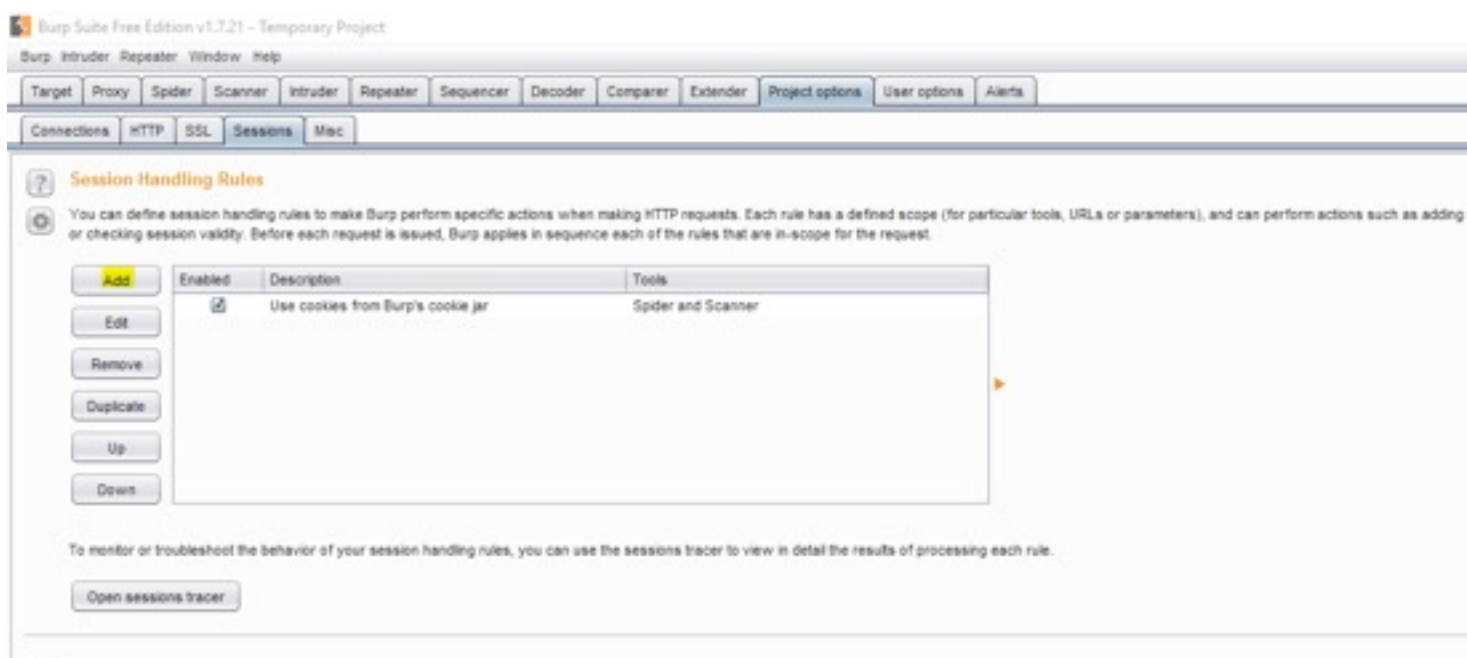 Burp Suite Free Edition v1.7.21 - Temporary Project
Burp Intruder Repeater Window Help
Target Proxy Spider Scanner Intruder Repeater Sequencer Decoder Comparer Extender Project options User options Alerts
Connections HTTP SSL Sessions Misc
? Session Handling Rules
You can define session handling rules to make Burp perform specific actions when making HTTP requests. Each rule has a defined scope (for particular tools, URLs or parameters), and can perform actions such as adding
or checking session validity. Before each request is issued, Burp applies in sequence each of the rules that are in-scope for the request.
Add Enabled Description Tools
Use cookies from Burp's cookie jar Spider and Scanner
Edit
Remove
Duplicate
Up
Down
To monitor or troubleshoot the behavior of your session handling rules, you can use the sessions tracer to view in detail the results of processing each rule.
Open sessions tracer